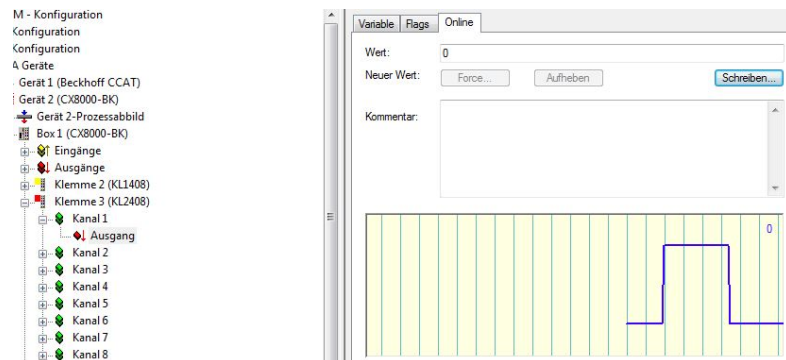 M - Konfiguration
Konfiguration
Konfiguration
A Geräte
Gerät 1 (Beckhoff CCAT)
Gerät 2 (CX8000-BK)
Gerät 2-Prozessabbild
Box 1 (CX8000-BK)
Eingänge
Ausgänge
Klemme 2 (KL1408)
Klemme 3 (KL2408)
Kanal 1
Ausgang
Kanal 2
Kanal 3
Kanal 4
Kanal 5
Kanal 6
Kanal 7
Kanal 8
Variable Flags Online
Wert: 0
Neuer Wert: Force... Aufheben Schreiben...
Kommentar:
0